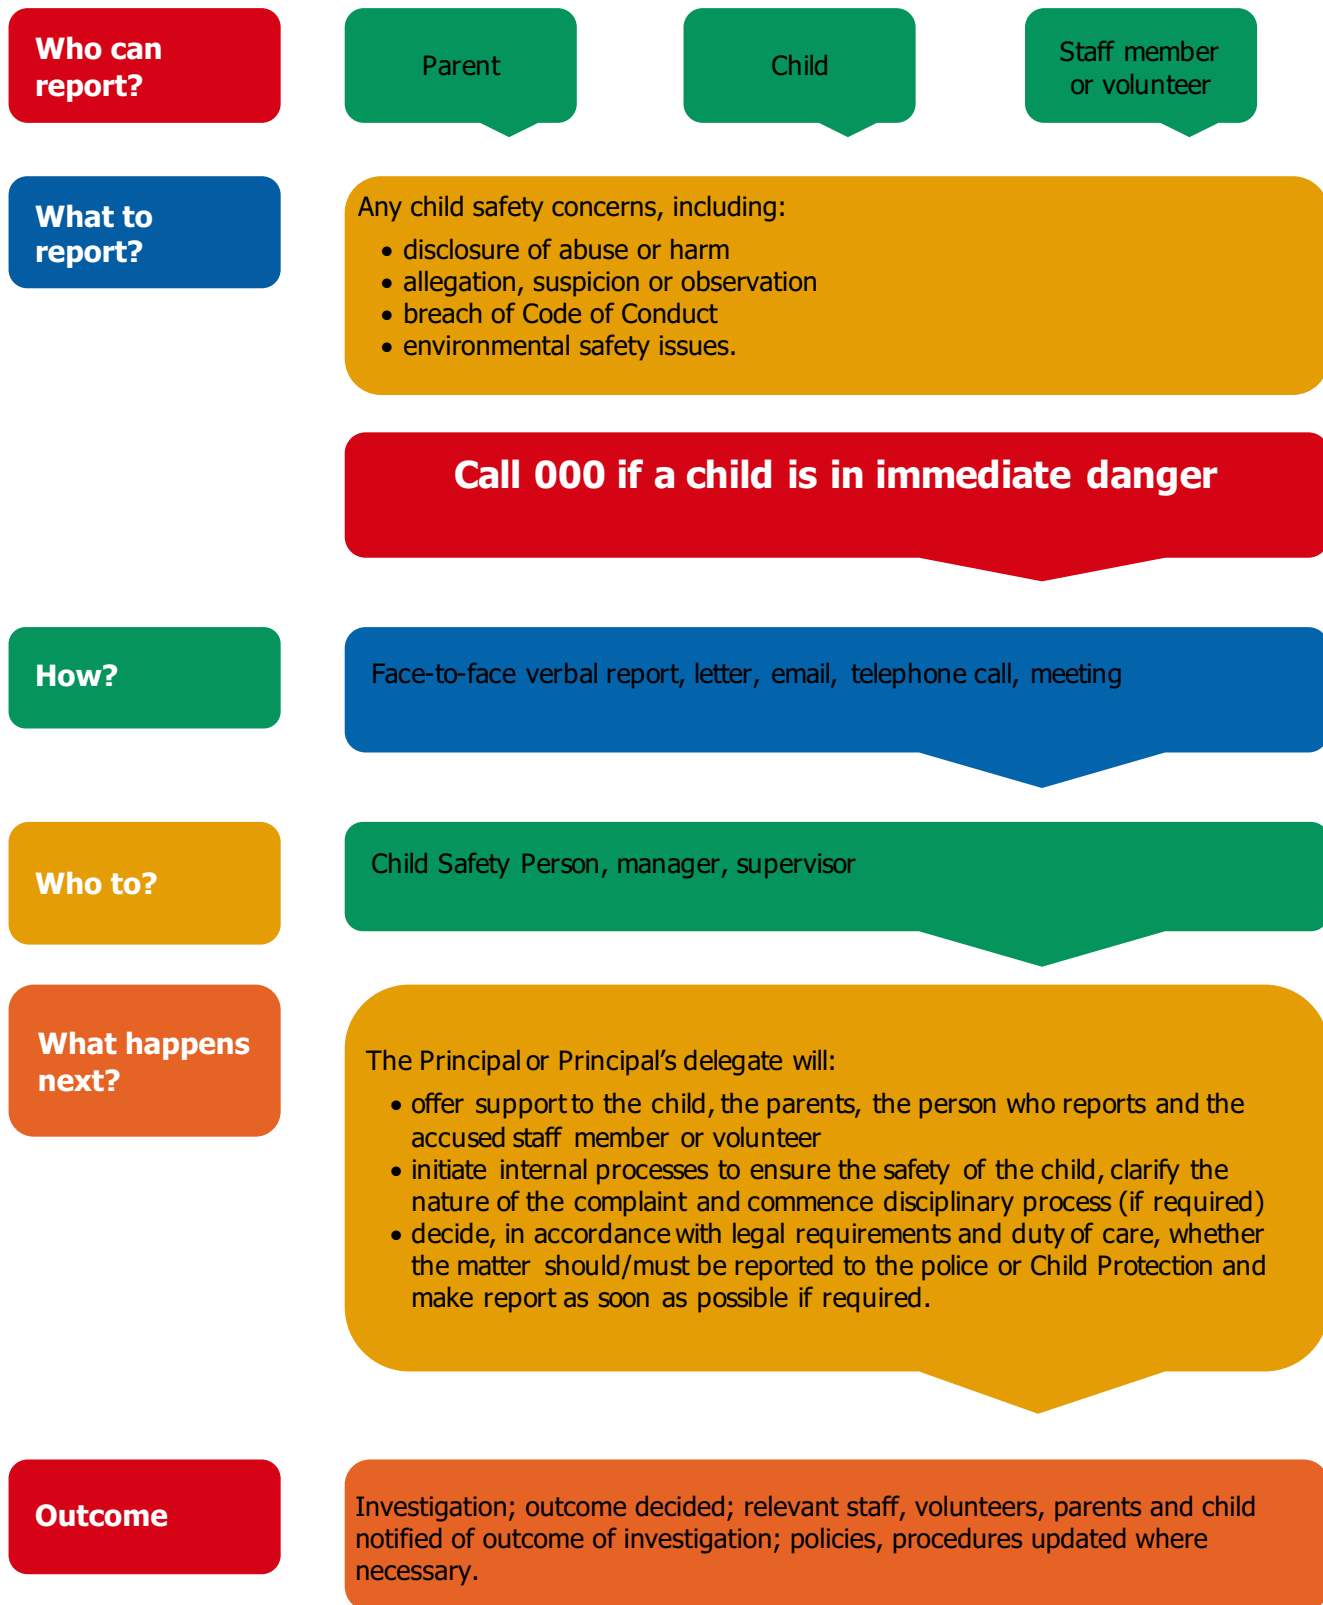 Who can
report?
Parent
Child
Staff member
or volunteer
What to
report?
Any child safety concerns, including:
• disclosure of abuse or harm
• allegation, suspicion or observation
• breach of Code of Conduct
• environmental safety issues.
Call 000 if a child is in immediate danger
How?
Face-to-face verbal report, letter, email, telephone call, meeting
Who to?
Child Safety Person, manager, supervisor
What happens
next?
The Principal or Principal’s delegate will:
• offer support to the child, the parents, the person who reports and the
accused staff member or volunteer
• initiate internal processes to ensure the safety of the child, clarify the
nature of the complaint and commence disciplinary process (if required)
• decide, in accordance with legal requirements and duty of care, whether
the matter should/must be reported to the police or Child Protection and
make report as soon as possible if required.
Outcome
Investigation; outcome decided; relevant staff, volunteers, parents and child
notified of outcome of investigation; policies, procedures updated where
necessary.